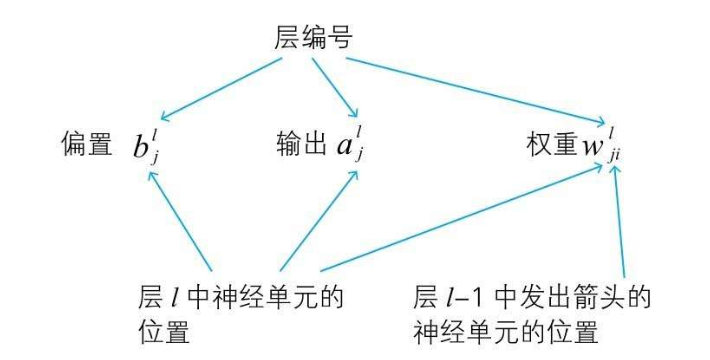 层编号
偏置 b_j^l 输出 a_j^l 权重 w_{ji}^l
层 l 中神经单元的
位置
层 l–1 中发出箭头的
神经单元的位置